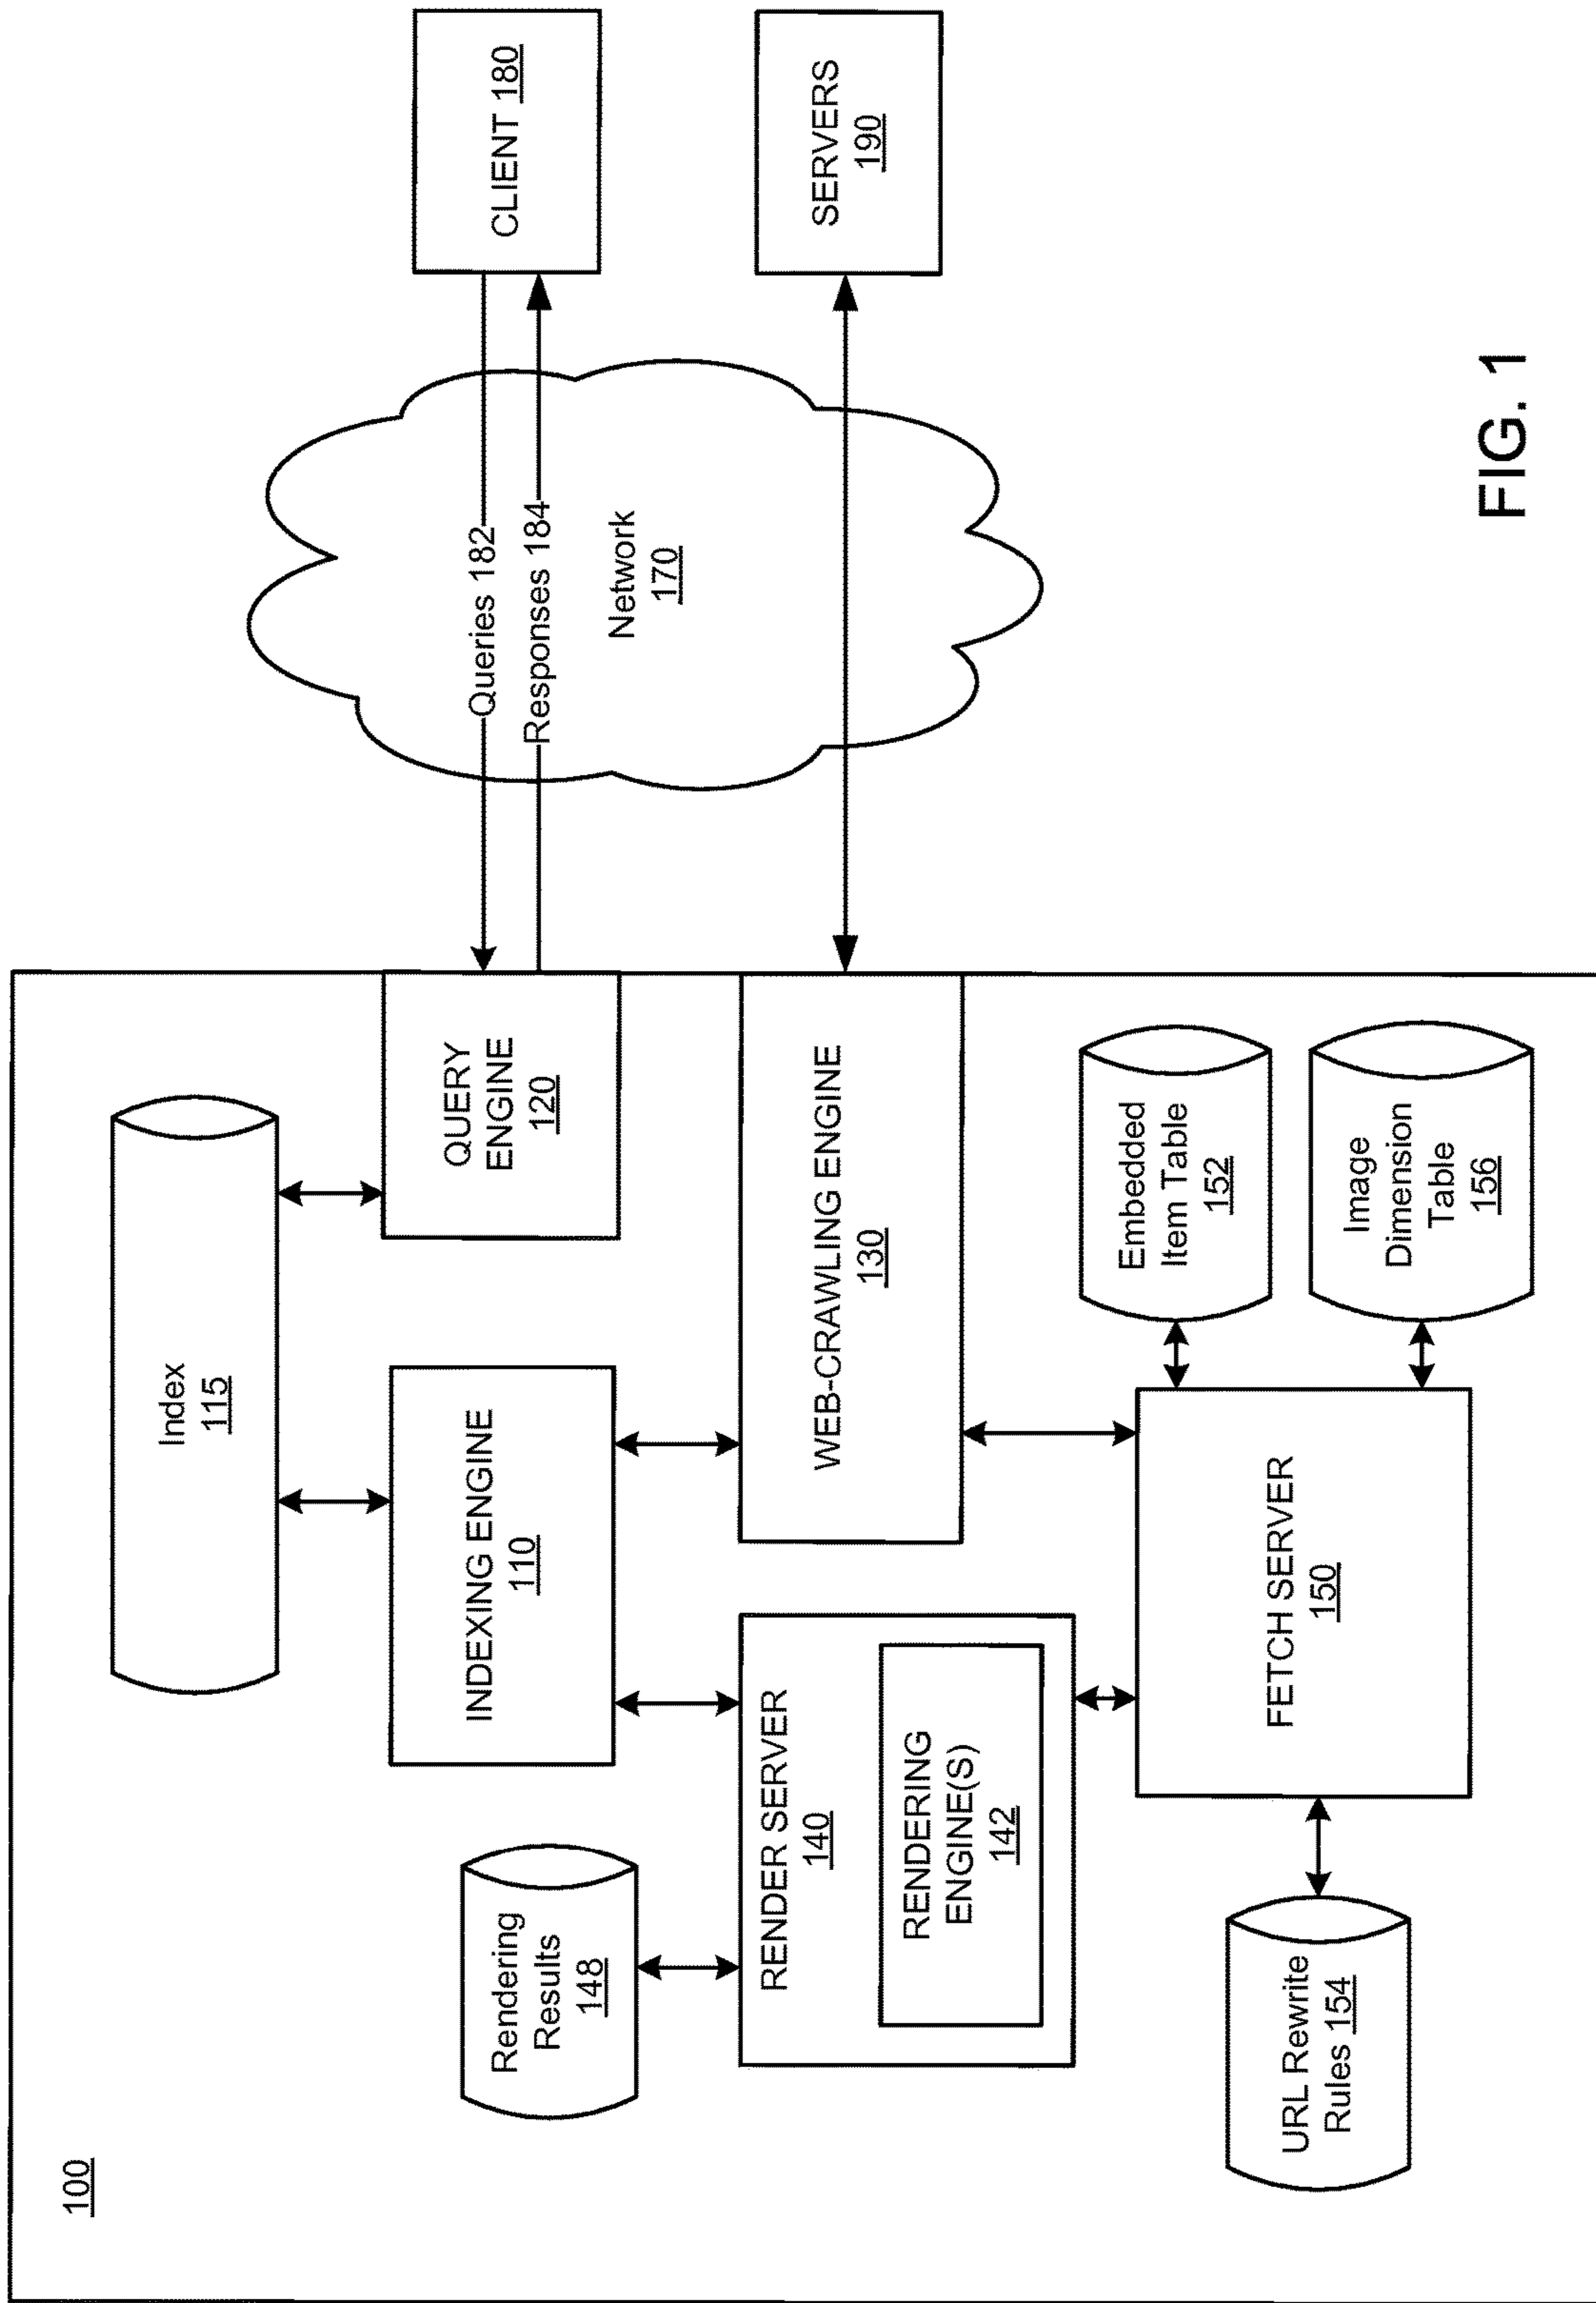 100
Index
115
QUERY
ENGINE
120
INDEXING ENGINE
110
Rendering
Results
148
RENDER SERVER
140
RENDERING
ENGINE(S)
142
WEB-CRAWLING ENGINE
130
URL Rewrite
Rules 154
FETCH SERVER
150
Embedded
Item Table
152
Image
Dimension
Table
156
Queries 182
Responses 184
Network
170
CLIENT 180
SERVERS
190
FIG. 1